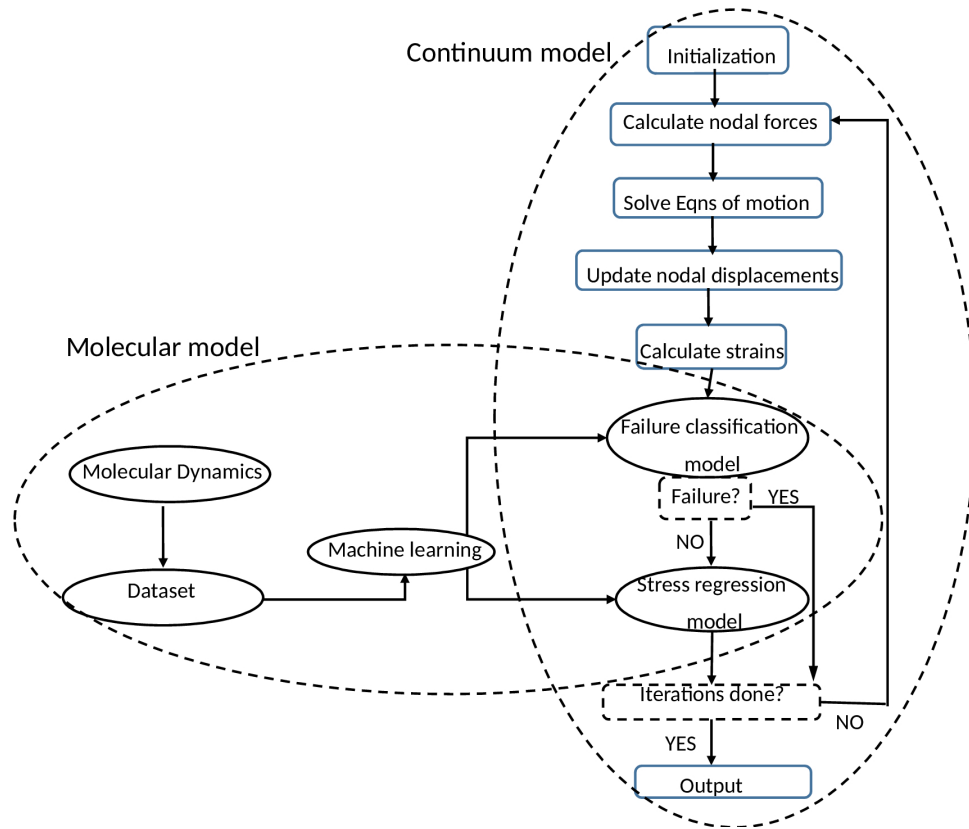 Continuum model
Initialization
Calculate nodal forces
Solve Eqns of motion
Update nodal displacements
Molecular model
Calculate strains
Failure classification
model
Molecular Dynamics
Failure?
YES
NO
Machine learning
Dataset
Stress regression
model
Iterations done?
NO
YES
Output